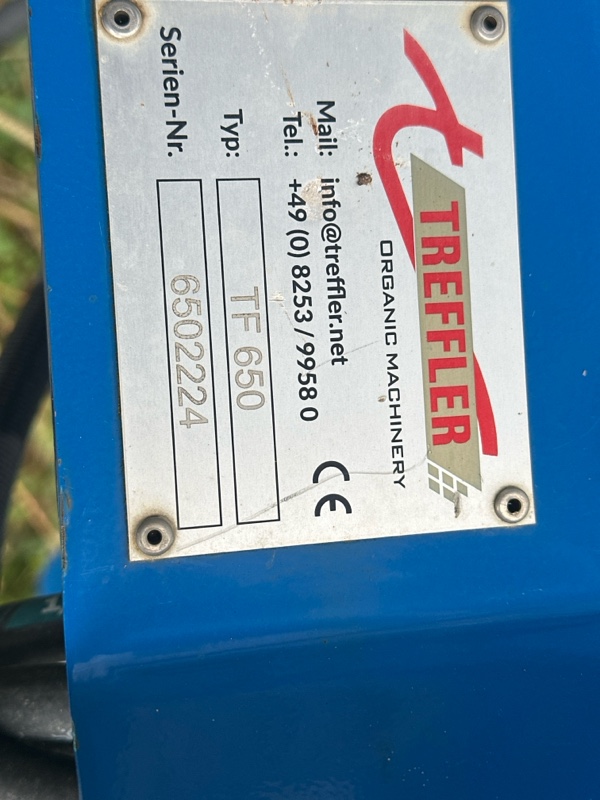 TREFFLER
ORGANIC MACHINERY
Mail: info@treffler.net
Tel.: +49 (0) 8253 / 9958 0
CE
Typ: TF 650
Serien-Nr. 6502224